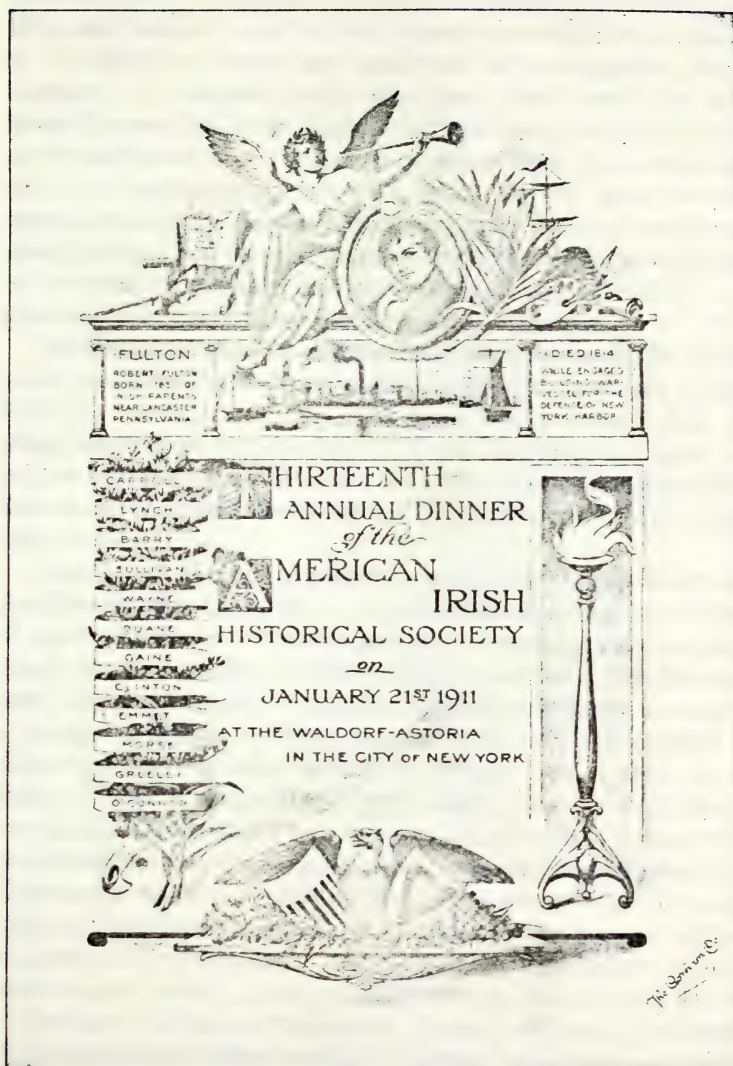 FULTON
ROBERT FULTON
BORN OF
IRISH PARENTS
NEAR LANCASTER
PENNSYLVANIA
DIED 1814
WHILE ENGAGED
BUILDING WAR
VESSEL FOR THE
DEFENCE OF NEW
YORK HARBOR
CARROLL
LYNCH
BARRY
SULLIVAN
WAYNE
DUANE
GAINE
CLINTON
EMMET
MORSE
GREELEY
O'CONNOR
THIRTEENTH
ANNUAL DINNER
of the
AMERICAN
IRISH
HISTORICAL SOCIETY
on
JANUARY 21ST 1911
AT THE WALDORF-ASTORIA
IN THE CITY OF NEW YORK
The Co.